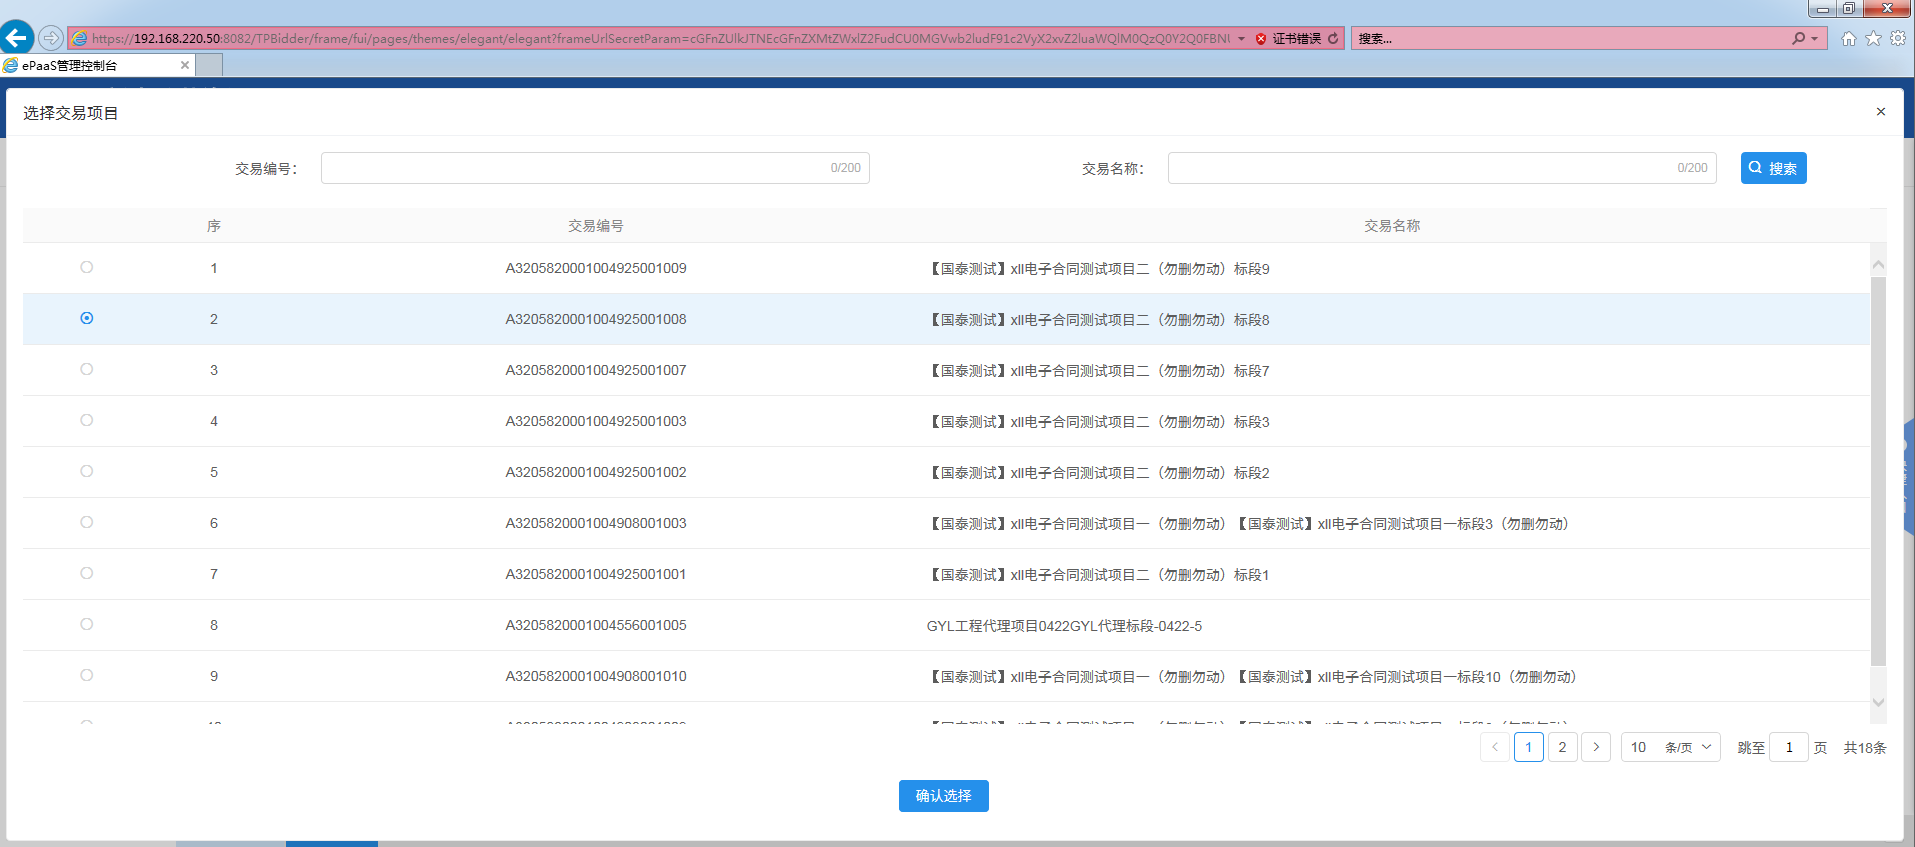 https://192.168.220.50:8082/TPBidder/frame/fui/pages/themes/elegant/elegant?frameUrlSecretParam= 证书错误 搜索...
ePaaS管理控制台
选择交易项目
交易编号： 0/200 交易名称： 0/200 搜索
序 交易编号 交易名称
1 A3205820001004925001009 【国泰测试】xll电子合同测试项目二（勿删勿动）标段9
2 A3205820001004925001008 【国泰测试】xll电子合同测试项目二（勿删勿动）标段8
3 A3205820001004925001007 【国泰测试】xll电子合同测试项目二（勿删勿动）标段7
4 A3205820001004925001003 【国泰测试】xll电子合同测试项目二（勿删勿动）标段3
5 A3205820001004925001002 【国泰测试】xll电子合同测试项目二（勿删勿动）标段2
6 A3205820001004908001003 【国泰测试】xll电子合同测试项目一（勿删勿动）【国泰测试】xll电子合同测试项目一标段3（勿删勿动）
7 A3205820001004925001001 【国泰测试】xll电子合同测试项目二（勿删勿动）标段1
8 A3205820001004556001005 GYL工程代理项目0422GYL代理标段-0422-5
9 A3205820001004908001010 【国泰测试】xll电子合同测试项目一（勿删勿动）【国泰测试】xll电子合同测试项目一标段10（勿删勿动）
1 2 10 条/页 跳至 1 页 共18条
确认选择